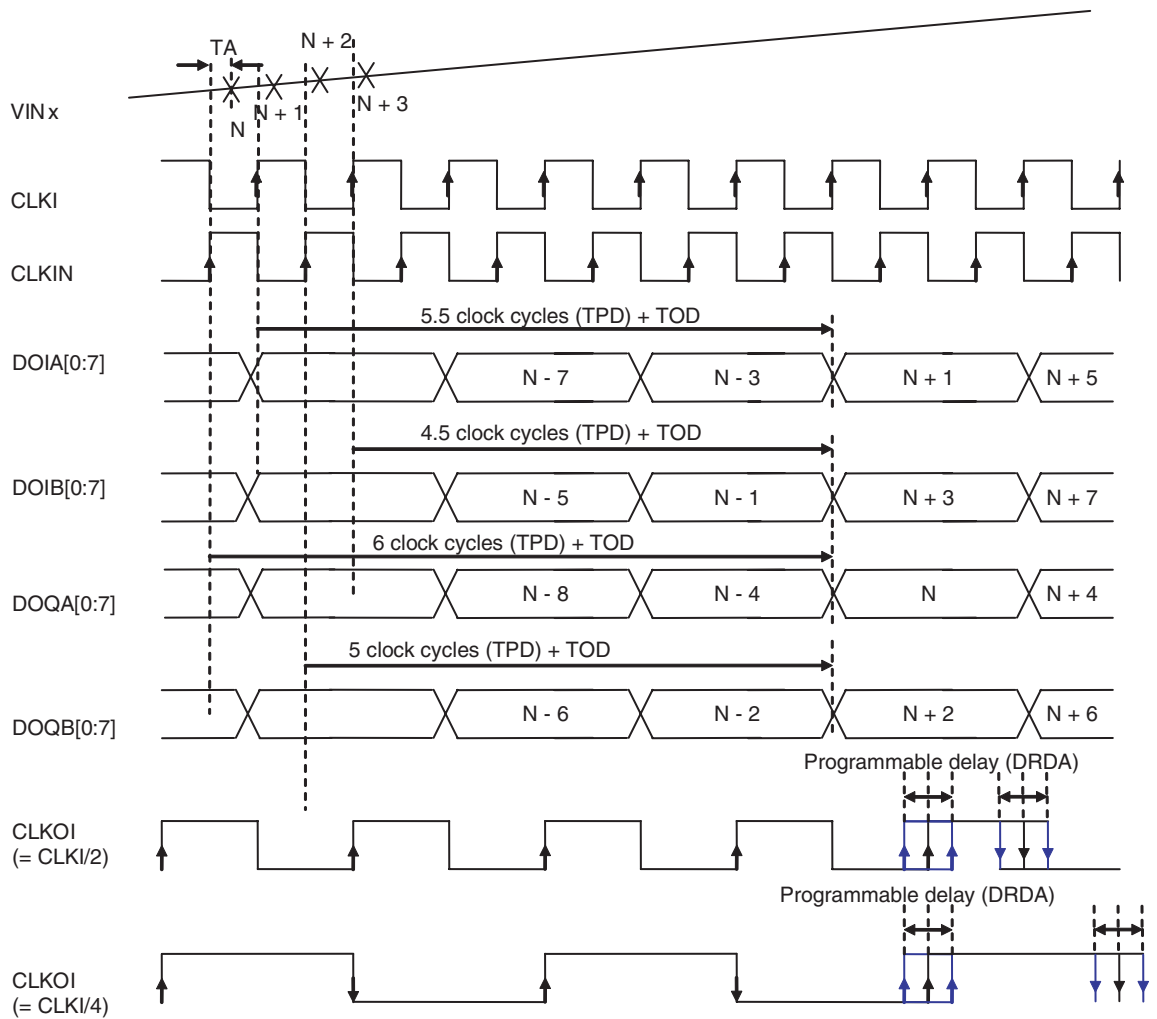 TA
N + 2
VINx
N
N + 1
N + 3
CLKI
CLKIN
5.5 clock cycles (TPD) + TOD
DOIA[0:7]
N - 7
N - 3
N + 1
N + 5
4.5 clock cycles (TPD) + TOD
DOIB[0:7]
N - 5
N - 1
N + 3
N + 7
6 clock cycles (TPD) + TOD
DOQA[0:7]
N - 8
N - 4
N
N + 4
5 clock cycles (TPD) + TOD
DOQB[0:7]
N - 6
N - 2
N + 2
N + 6
Programmable delay (DRDA)
CLKOI
(= CLKI/2)
Programmable delay (DRDA)
CLKOI
(= CLKI/4)